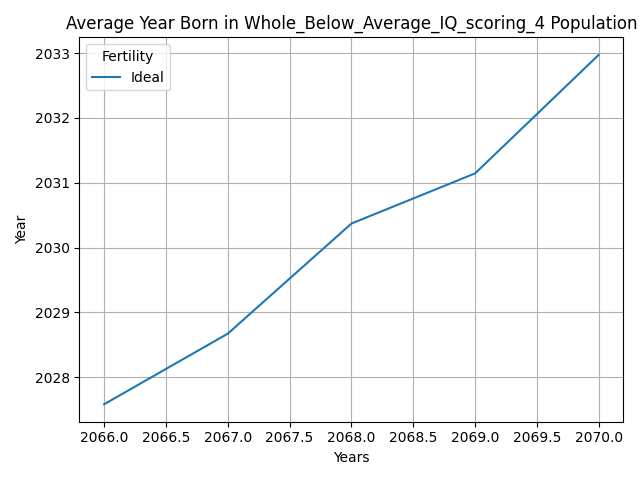 Average Year Born in Whole_Below_Average_IQ_scoring_4 Population
Fertility
Ideal
Year
2033
2032
2031
2030
2029
2028
2066.0 2066.5 2067.0 2067.5 2068.0 2068.5 2069.0 2069.5 2070.0
Years